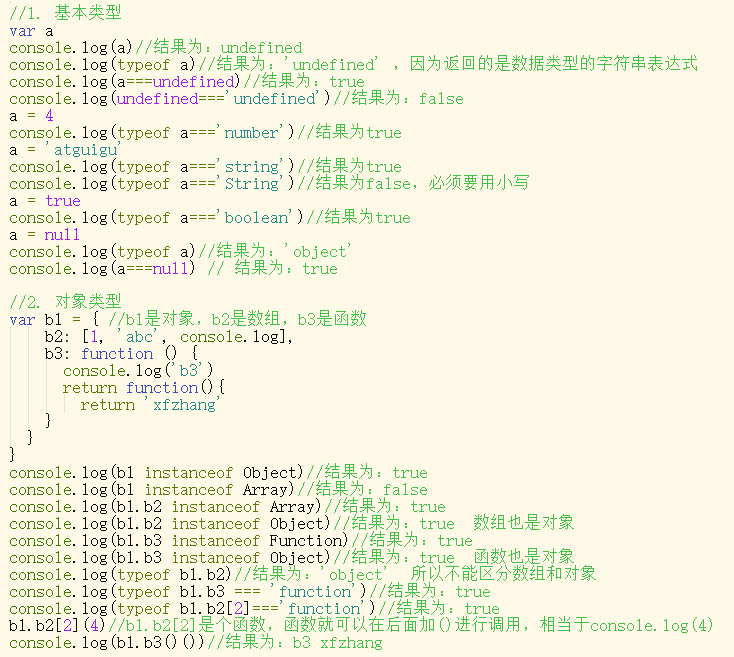 //1. 基本类型
var a
console.log(a)//结果为：undefined
console.log(typeof a)//结果为：'undefined' ，因为返回的是数据类型的字符串表达式
console.log(a===undefined)//结果为：true
console.log(undefined==='undefined')//结果为：false
a = 4
console.log(typeof a==='number')//结果为true
a = 'atguigu'
console.log(typeof a==='string')//结果为true
console.log(typeof a==='String')//结果为false，必须要用小写
a = true
console.log(typeof a==='boolean')//结果为true
a = null
console.log(typeof a)//结果为：'object'
console.log(a===null) // 结果为：true
//2. 对象类型
var b1 = { //b1是对象，b2是数组，b3是函数
    b2: [1, 'abc', console.log],
    b3: function () {
      console.log('b3')
      return function(){
        return 'xfzhang'
    }
  }
}
console.log(b1 instanceof Object)//结果为：true
console.log(b1 instanceof Array)//结果为：false
console.log(b1.b2 instanceof Array)//结果为：true
console.log(b1.b2 instanceof Object)//结果为：true  数组也是对象
console.log(b1.b3 instanceof Function)//结果为：true
console.log(b1.b3 instanceof Object)//结果为：true  函数也是对象
console.log(typeof b1.b2)//结果为：'object'  所以不能区分数组和对象
console.log(typeof b1.b3 === 'function')//结果为：true
console.log(typeof b1.b2[2]==='function')//结果为：true
b1.b2[2](4)//b1.b2[2]是个函数，函数就可以在后面加()进行调用，相当于console.log(4)
console.log(b1.b3()())//结果为：b3 xfzhang